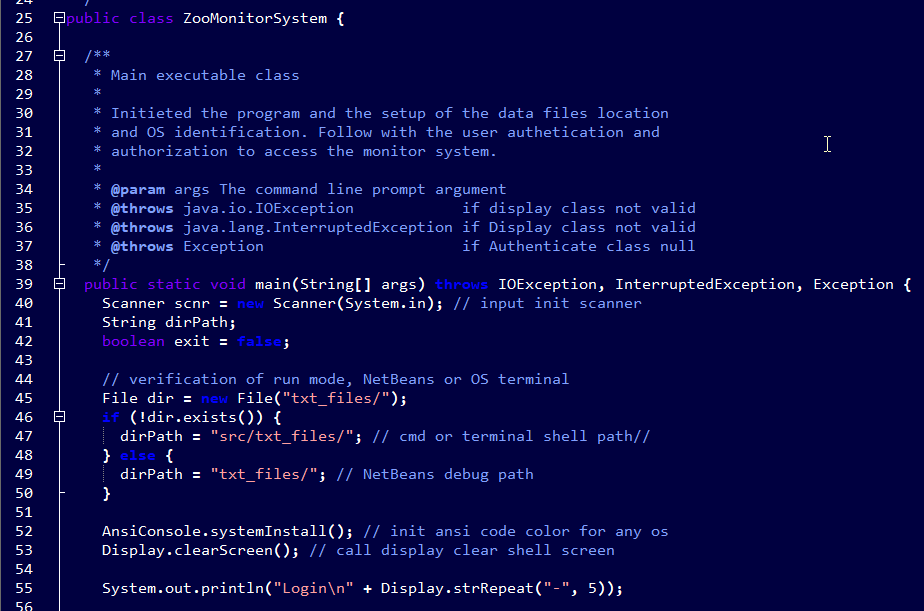 25 public class ZooMonitorSystem {
26
27 /**
28 * Main executable class
29 *
30 * Initieted the program and the setup of the data files location
31 * and OS identification. Follow with the user authetication and
32 * authorization to access the monitor system.
33 *
34 * @param args The command line prompt argument
35 * @throws java.io.IOException if display class not valid
36 * @throws java.lang.InterruptedException if Display class not valid
37 * @throws Exception if Authenticate class null
38 */
39 public static void main(String[] args) throws IOException, InterruptedException, Exception {
40 Scanner scnr = new Scanner(System.in); // input init scanner
41 String dirPath;
42 boolean exit = false;
43
44 // verification of run mode, NetBeans or OS terminal
45 File dir = new File("txt_files/");
46 if (!dir.exists()) {
47 dirPath = "src/txt_files/"; // cmd or terminal shell path//
48 } else {
49 dirPath = "txt_files/"; // NetBeans debug path
50 }
51
52 AnsiConsole.systemInstall(); // init ansi code color for any os
53 Display.clearScreen(); // call display clear shell screen
54
55 System.out.println("Login\n" + Display.strRepeat("-", 5));
56